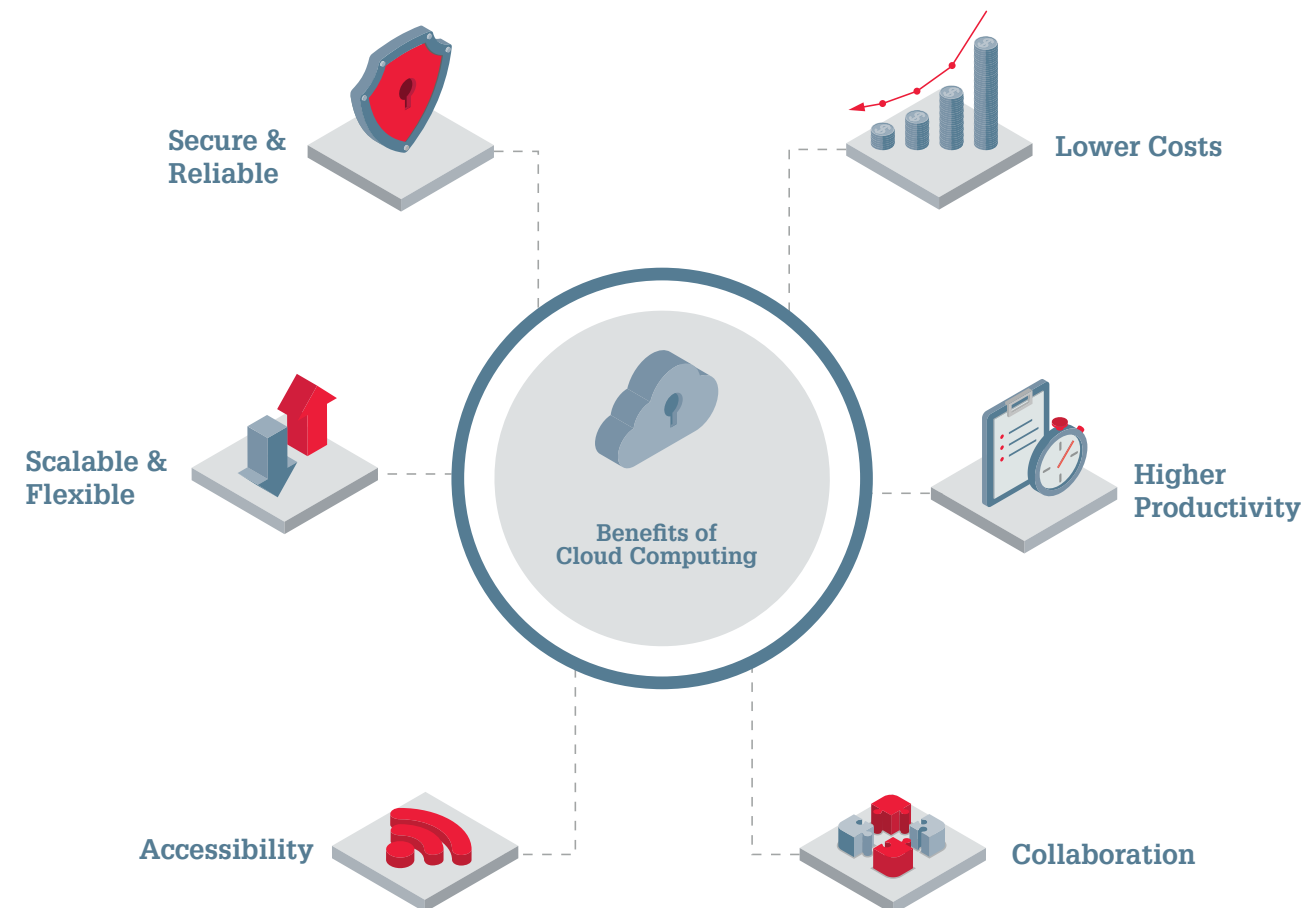 Secure &
Reliable
Lower Costs
Scalable &
Flexible
Benefits of
Cloud Computing
Higher
Productivity
Accessibility
Collaboration